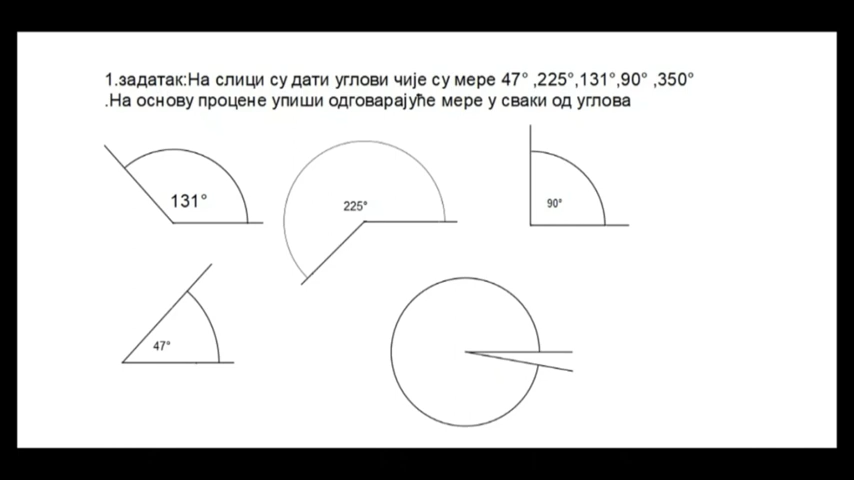 1.задатак:На слици су дати углови чије су мере 47° ,225°,131°,90° ,350°
.На основу процене упиши одговарајуће мере у сваки од углова
131°
225°
90°
47°